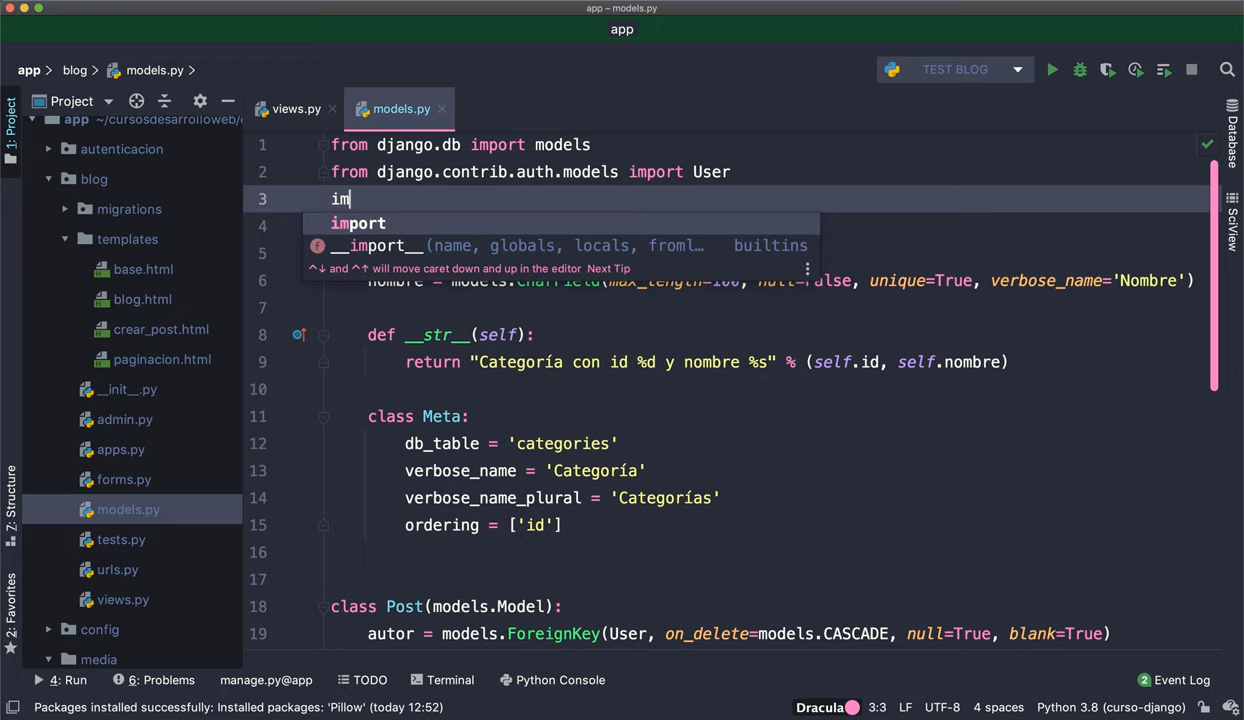 app – models.py
app
app > blog > models.py >
TEST BLOG
1: Project
Project
views.py
models.py
app ~/cursosdesarrolloweb/
autenticacion
blog
migrations
templates
base.html
blog.html
crear_post.html
paginacion.html
__init__.py
admin.py
apps.py
forms.py
models.py
tests.py
urls.py
views.py
config
media
Z: Structure
2: Favorites
1 from django.db import models
2 from django.contrib.auth.models import User
3 im
import
f __import__(name, globals, locals, froml… builtins
^↓ and ^↑ will move caret down and up in the editor Next Tip
4
5
6 nombre = models.CharField(max_length=100, null=False, unique=True, verbose_name='Nombre')
7
8 def __str__(self):
9 return "Categoría con id %d y nombre %s" % (self.id, self.nombre)
10
11 class Meta:
12 db_table = 'categories'
13 verbose_name = 'Categoría'
14 verbose_name_plural = 'Categorías'
15 ordering = ['id']
16
17
18 class Post(models.Model):
19 autor = models.ForeignKey(User, on_delete=models.CASCADE, null=True, blank=True)
Database
SciView
4: Run
6: Problems
manage.py@app
TODO
Terminal
Python Console
2 Event Log
Packages installed successfully: Installed packages: 'Pillow' (today 12:52)
Dracula
3:3
LF
UTF-8
4 spaces
Python 3.8 (curso-django)